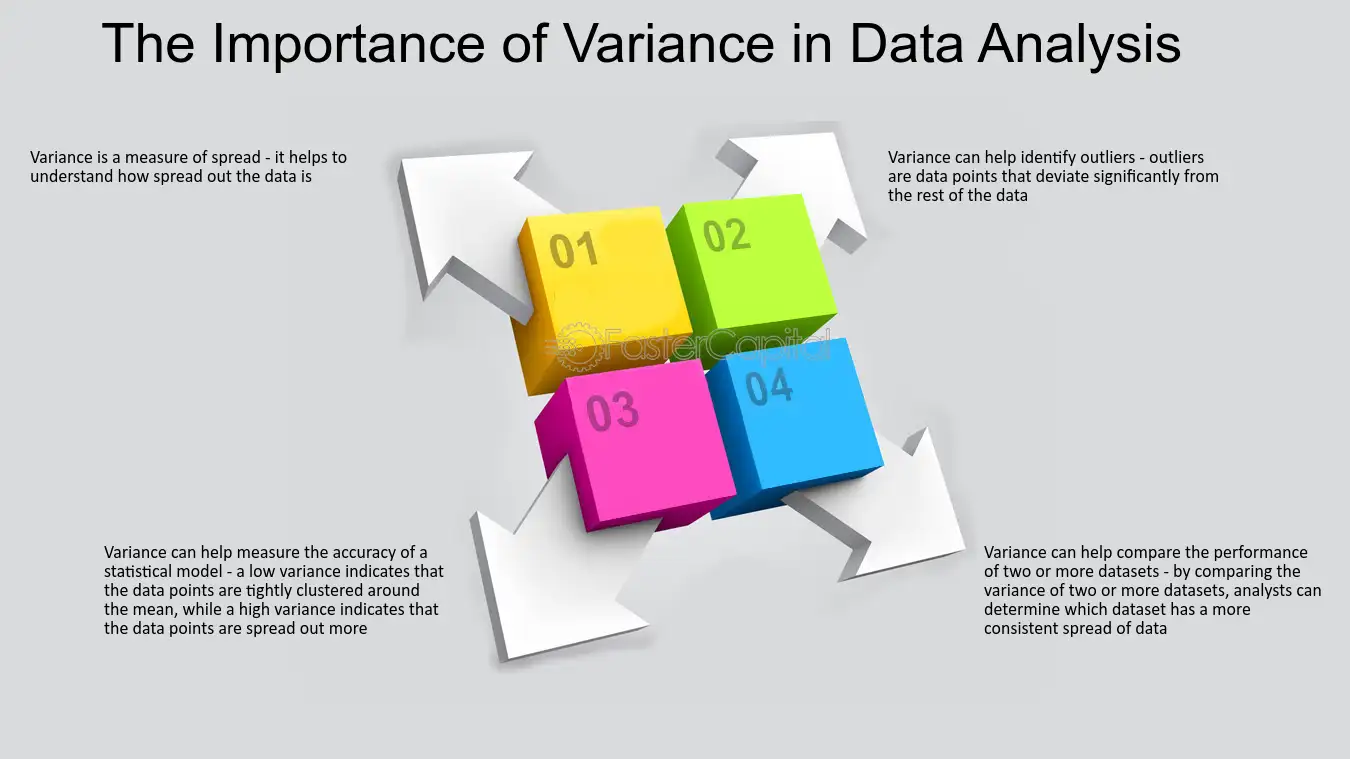 The Importance of Variance in Data Analysis
Variance is a measure of spread - it helps to
understand how spread out the data is
Variance can help identify outliers - outliers
are data points that deviate significantly from
the rest of the data
01
02
FasterCapital
03
04
Variance can help measure the accuracy of a
statistical model - a low variance indicates that
the data points are tightly clustered around
the mean, while a high variance indicates that
the data points are spread out more
Variance can help compare the performance
of two or more datasets - by comparing the
variance of two or more datasets, analysts can
determine which dataset has a more
consistent spread of data